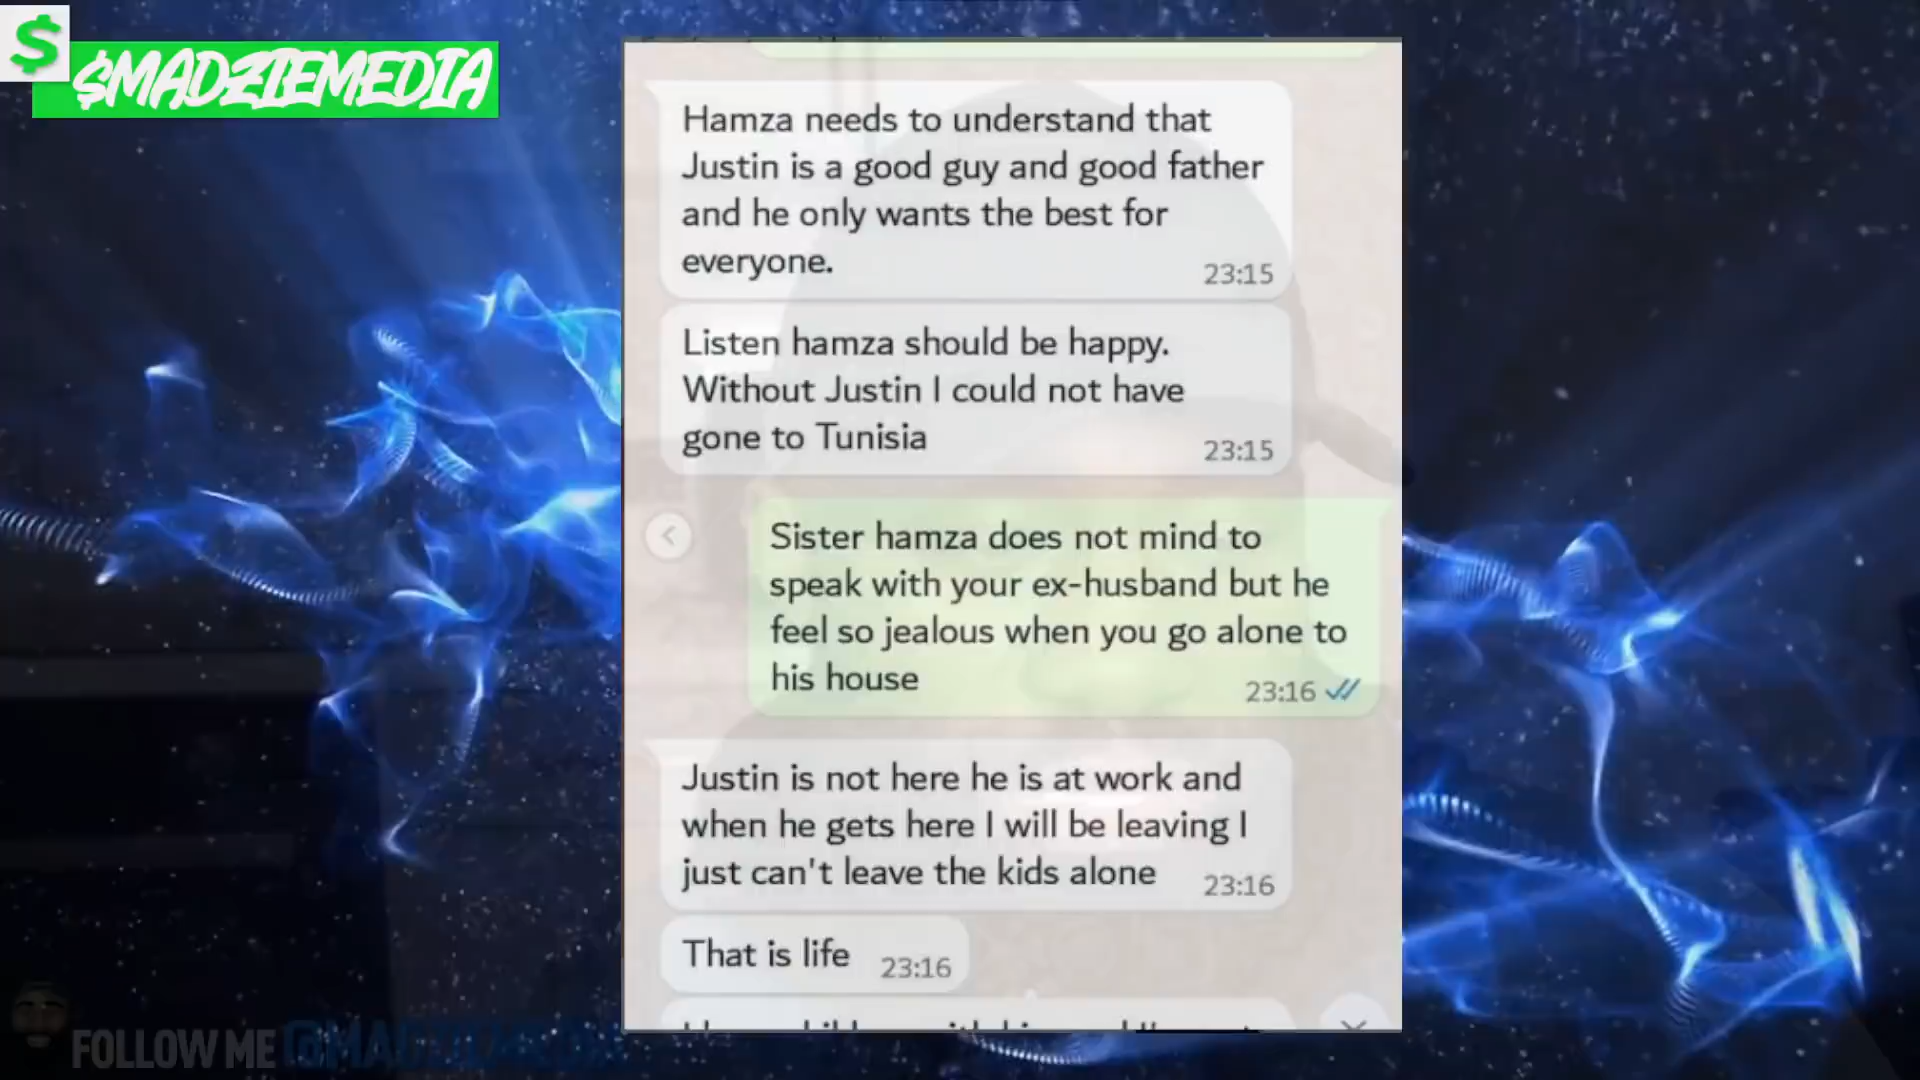 $MADZIEMEDIA
Hamza needs to understand that
Justin is a good guy and good father
and he only wants the best for
everyone.
23:15
Listen hamza should be happy.
Without Justin I could not have
gone to Tunisia
23:15
Sister hamza does not mind to
speak with your ex-husband but he
feel so jealous when you go alone to
his house
23:16
Justin is not here he is at work and
when he gets here I will be leaving I
just can't leave the kids alone
23:16
That is life
23:16
FOLLOW ME @MADZIEMEDIA